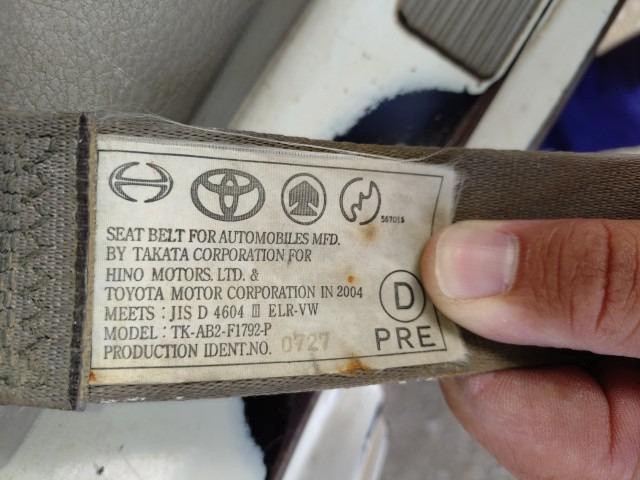 567015
SEAT BELT FOR AUTOMOBILES MFD.
BY TAKATA CORPORATION FOR
HINO MOTORS. LTD. &
TOYOTA MOTOR CORPORATION IN 2004
MEETS : JIS D 4604 Ⅲ ELR-VW
MODEL: TK-AB2-F1792-P
PRODUCTION IDENT.NO. 0727
D
PRE